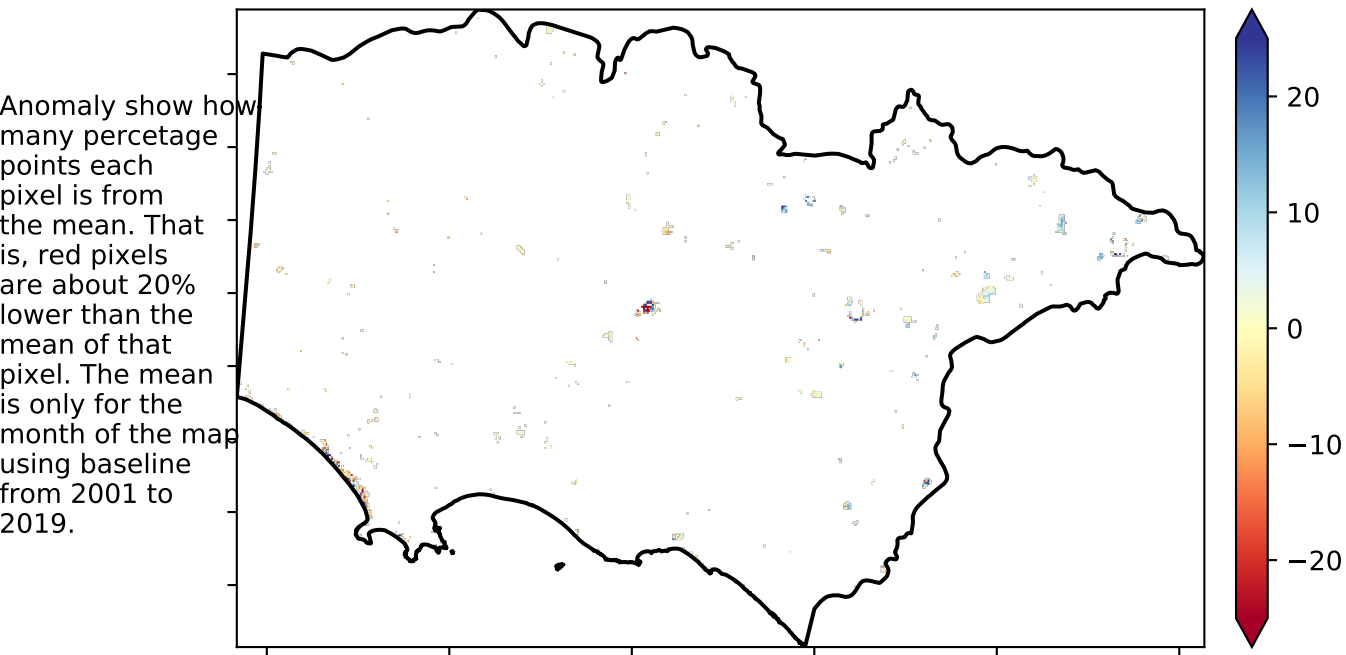 Anomaly show how
many percetage
points each
pixel is from
the mean. That
is, red pixels
are about 20%
lower than the
mean of that
pixel. The mean
is only for the
month of the map
using baseline
from 2001 to
2019.
20
10
0
−10
−20